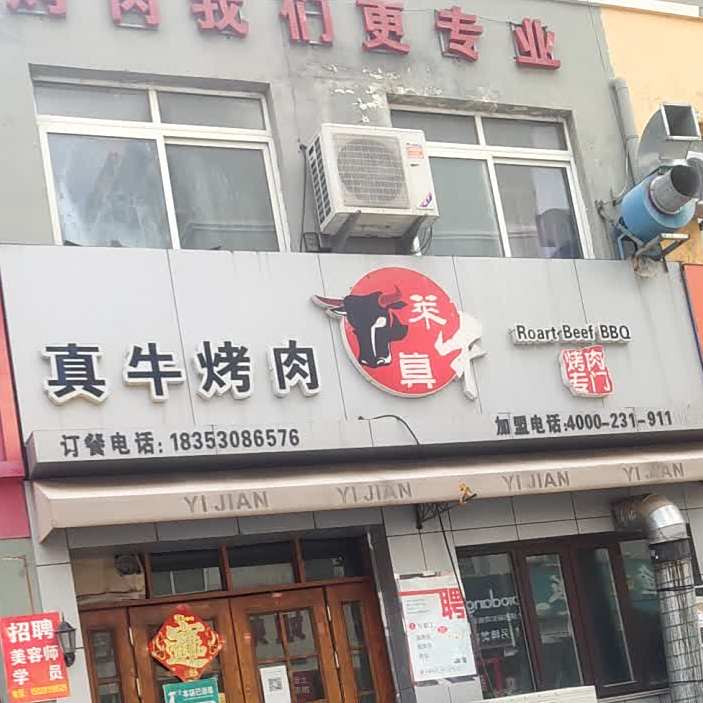 烤肉我们更专业
真牛烤肉
菜
真牛
Roart Beef BBQ
烤肉
专门
订餐电话: 18353086576
加盟电话:4000-231-911
YI JIAN YI JIAN YI JIAN YI JIAN
招聘
美容师
学员
聘